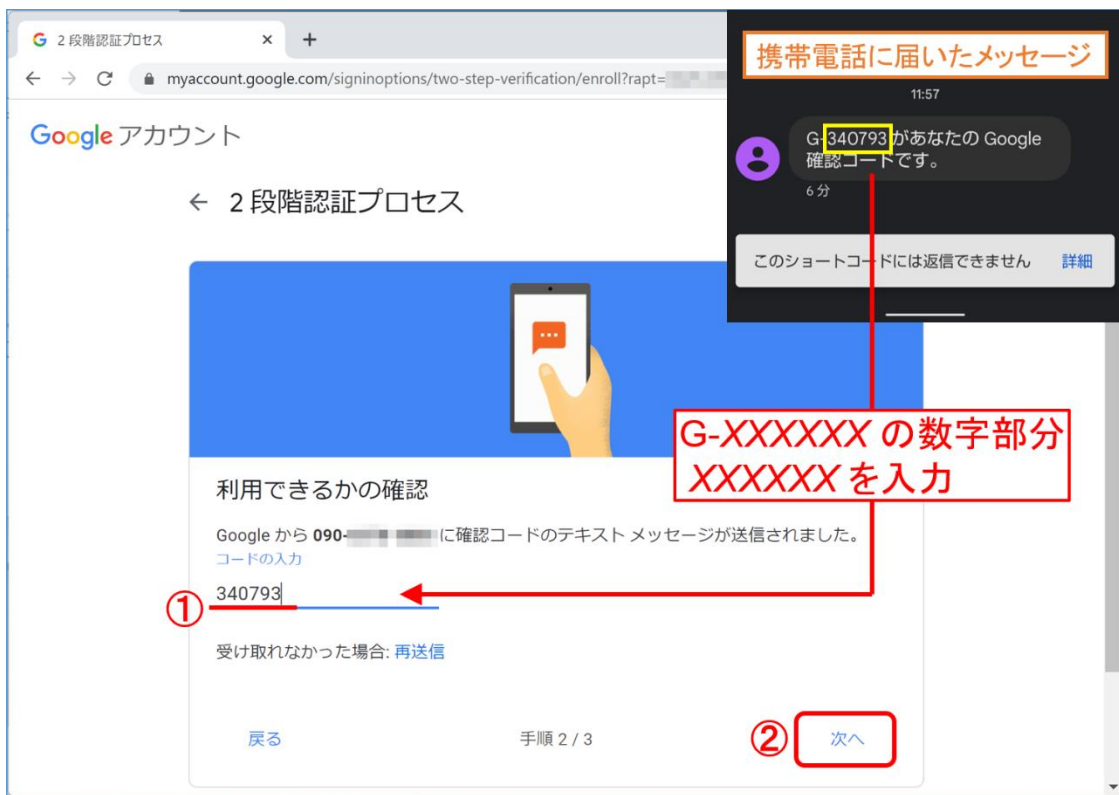 2 段階認証プロセス
myaccount.google.com/signinoptions/two-step-verification/enroll?rapt=
携帯電話に届いたメッセージ
11:57
G-340793 があなたの Google
確認コードです。
6 分
このショートコードには返信できません 詳細
Google アカウント
2 段階認証プロセス
G-XXXXXX の数字部分
XXXXXX を入力
利用できるかの確認
Google から 090- に確認コードのテキスト メッセージが送信されました。
コードの入力
① 340793
受け取れなかった場合: 再送信
戻る 手順 2 / 3 ② 次へ